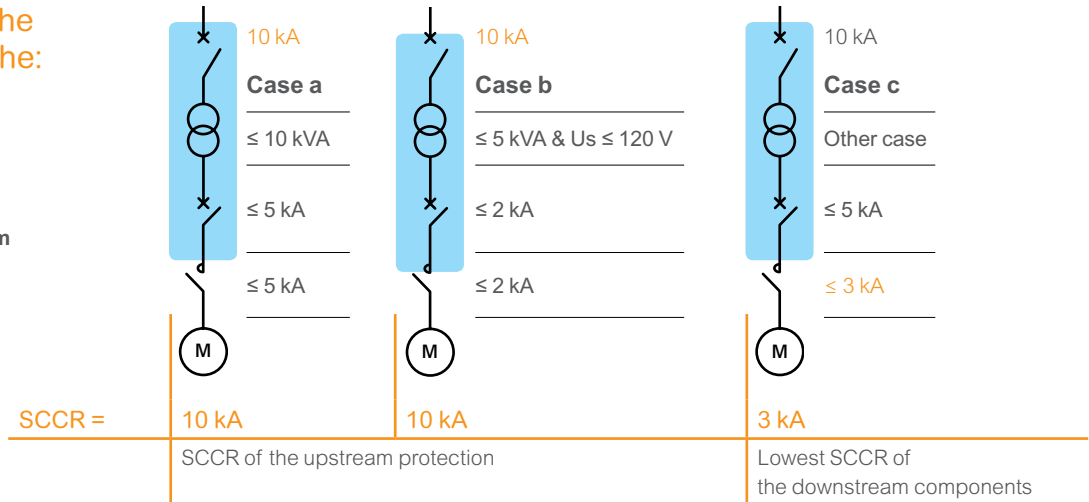 he
he:
m
10 kA
Case a
≤ 10 kVA
≤ 5 kA
≤ 5 kA
M
10 kA
Case b
≤ 5 kVA & Us ≤ 120 V
≤ 2 kA
≤ 2 kA
M
10 kA
Case c
Other case
≤ 5 kA
≤ 3 kA
M
SCCR = 10 kA 10 kA 3 kA
SCCR of the upstream protection
Lowest SCCR of
the downstream components